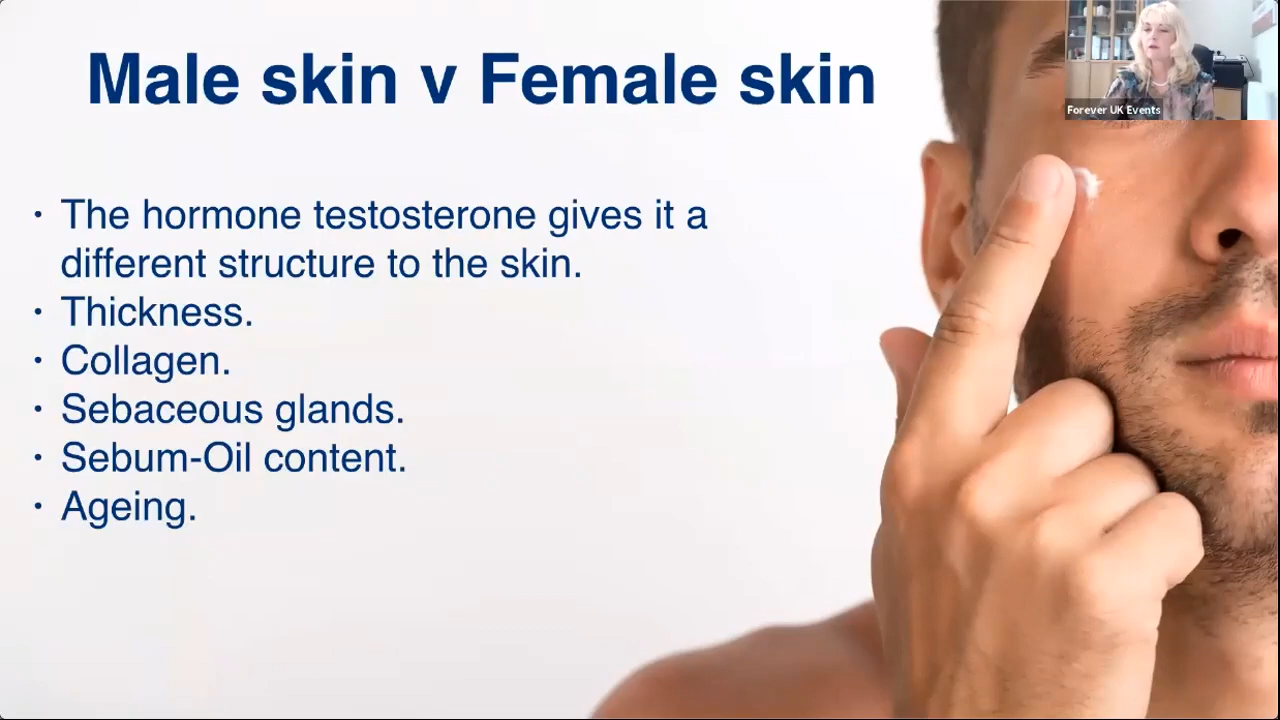 Male skin v Female skin
Forever UK Events
• The hormone testosterone gives it a
different structure to the skin.
• Thickness.
• Collagen.
• Sebaceous glands.
• Sebum-Oil content.
• Ageing.